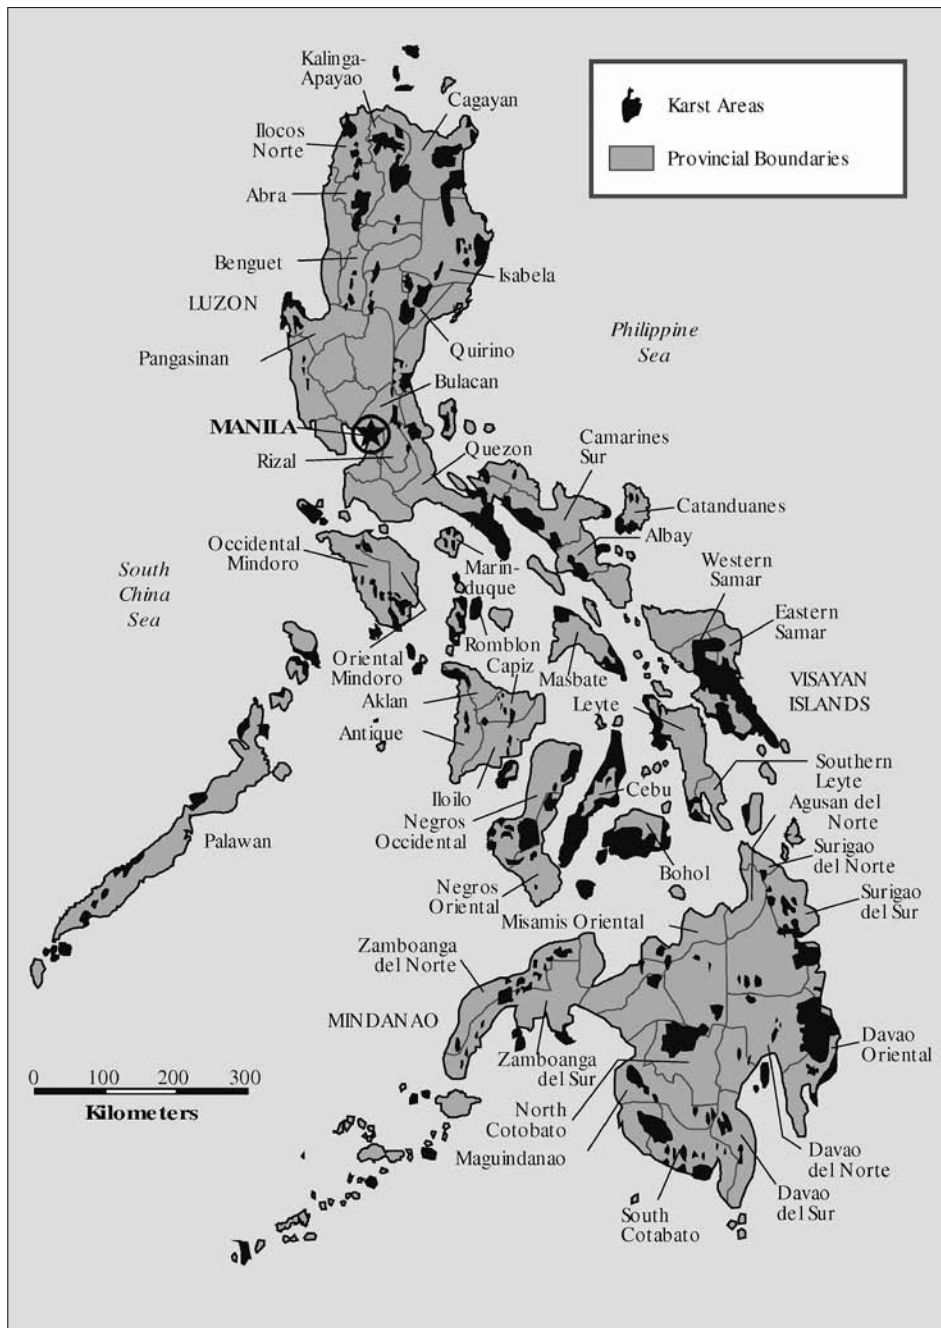 Kalinga-
Apayao
Cagayan
Karst Areas
Provincial Boundaries
Ilocos
Norte
Abra
Benguet
Isabela
LUZON
Philippine
Sea
Quirino
Pangasinan
Bulacan
MANILA
Rizal
Quezon
Camarines
Sur
Catanduanes
Albay
Occidental
Mindoro
South
China
Sea
Marin-
duque
Western
Samar
Eastern
Samar
Romblon
Oriental
Mindoro
Capiz
Masbate
Aklan
Leyte
VISAYAN
ISLANDS
Antique
Iloilo
Cebu
Southern
Leyte
Negros
Occidental
Agusan del
Norte
Palawan
Bohol
Surigao
del Norte
Negros
Oriental
Surigao
del Sur
Misamis Oriental
Zamboanga
del Norte
MINDANAO
Davao
Oriental
Zamboanga
del Sur
0 100 200 300
Kilometers
North
Cotobato
Maguindanao
Davao
del Norte
Davao
del Sur
South
Cotabato